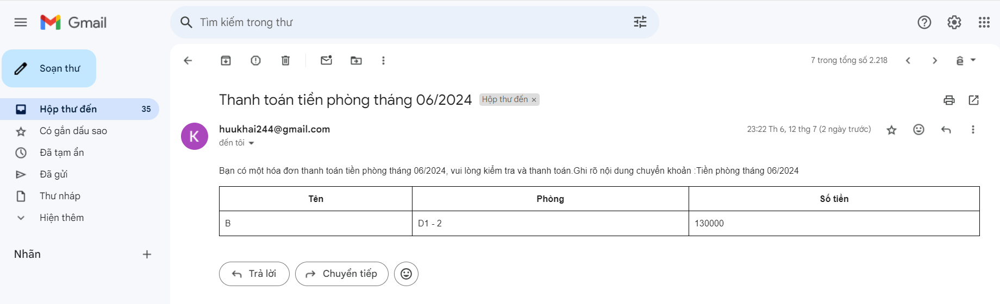 Gmail
Tìm kiếm trong thư
Soạn thư
7 trong tổng số 2.218
Hộp thư đến 35
Có gắn dấu sao
Đã tạm ẩn
Đã gửi
Thư nháp
Hiện thêm
Nhãn
Thanh toán tiền phòng tháng 06/2024 Hộp thư đến ×
K
huukhai244@gmail.com
23:22 Th 6, 12 thg 7 (2 ngày trước)
đến tôi
Bạn có một hóa đơn thanh toán tiền phòng tháng 06/2024, vui lòng kiểm tra và thanh toán.Ghi rõ nội dung chuyển khoản :Tiền phòng tháng 06/2024
Tên Phòng Số tiền
B D1 - 2 130000
Trả lời Chuyển tiếp